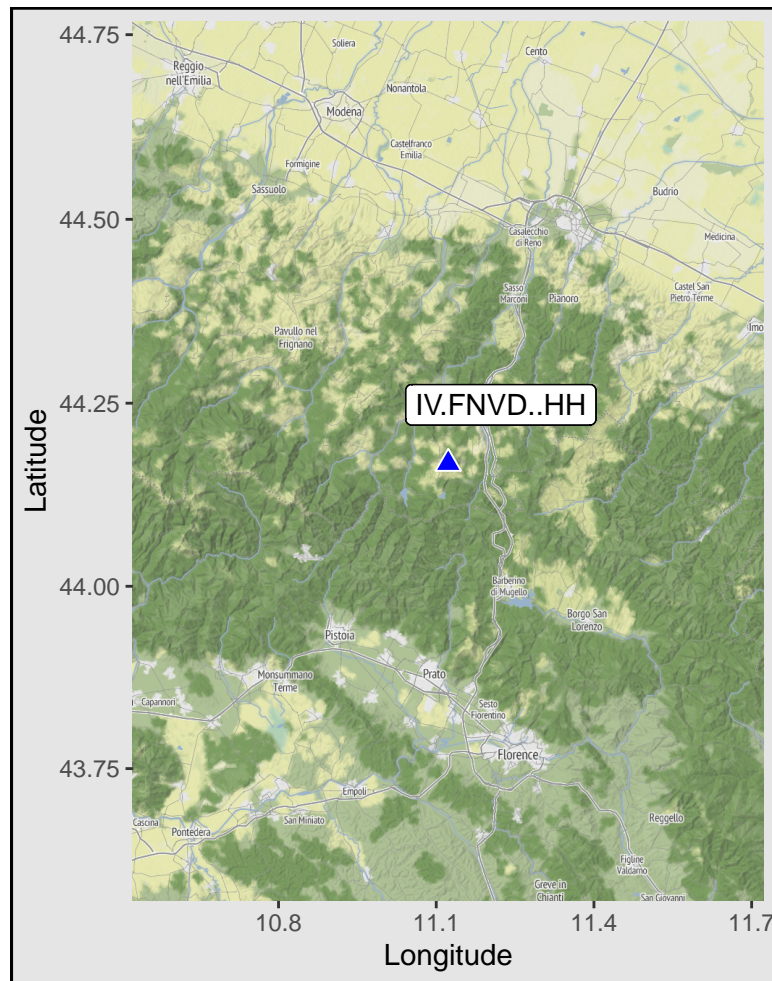 44.75
Soliera
Cento
Reggio
nell'Emilia
Nonantola
Modena
Castelfranco
Emilia
Formigine
Sassuolo
Budrio
44.50
Casalecchio
di Reno
Medicina
Castel San
Pietro Terme
Sasso
Marconi
Pianoro
Imo
Pavullo nel
Frignano
44.25
IV.FNVD..HH
Latitude
44.00
Barberino
di Mugello
Borgo San
Lorenzo
Pistoia
Prato
Monsummano
Terme
Capannori
Sesto
Fiorentino
Florence
43.75
Empoli
Cascina
San Miniato
Pontedera
Reggello
Figline
Valdarno
Greve in
Chianti
San Giovanni
10.8
11.1
11.4
11.7
Longitude